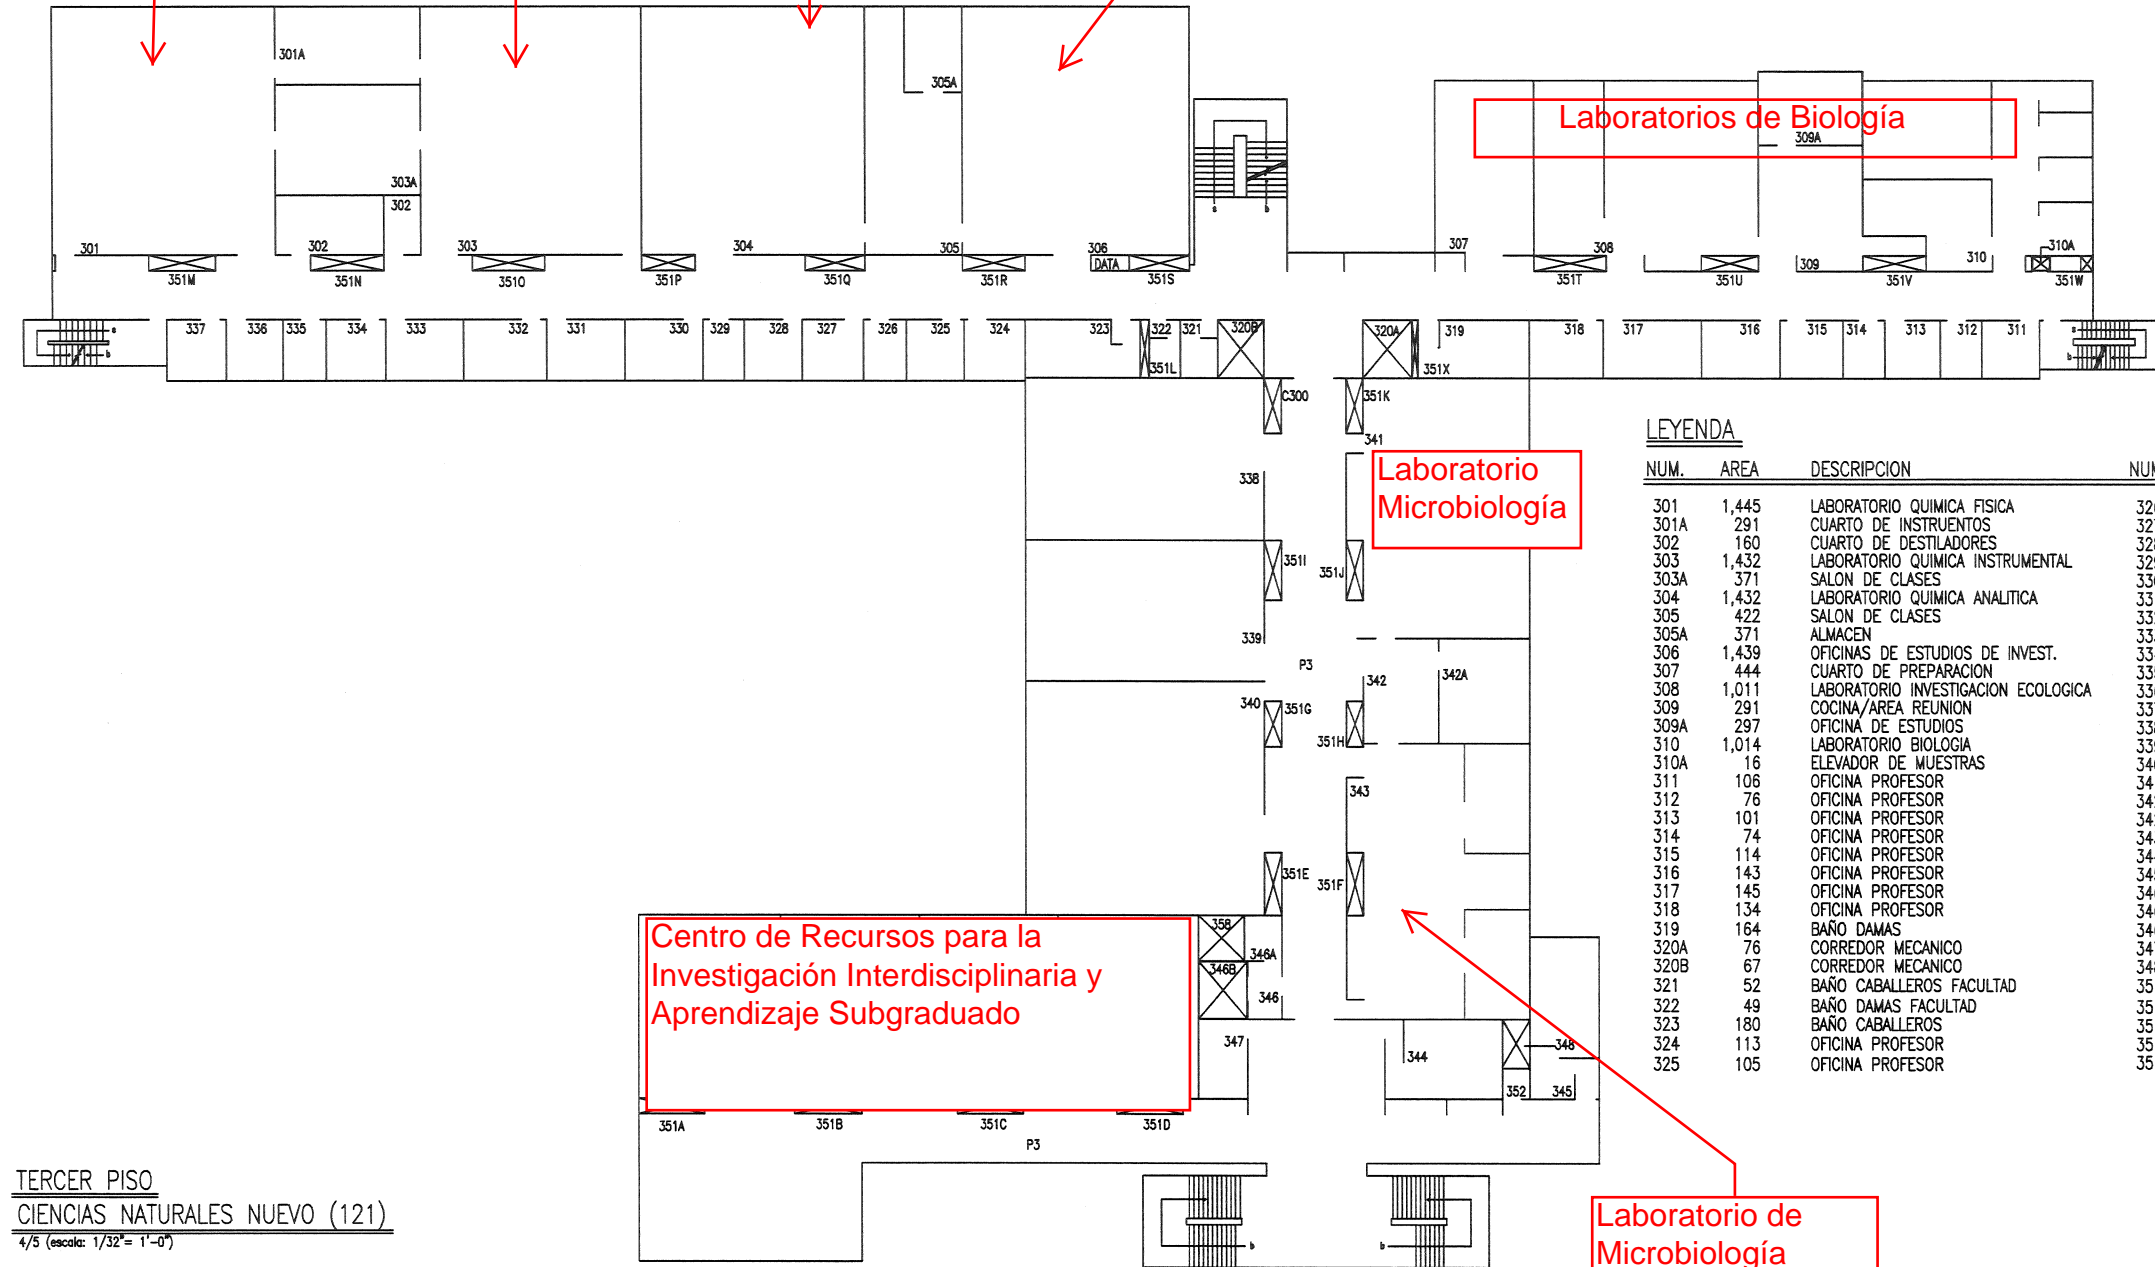 301A
305A
Laboratorios de Biología
309A
303A
302
301
302
303
304
305
306
307
308
309
310
310A
DATA
351M
351N
351O
351P
351Q
351R
351S
351T
351U
351V
351W
s
b
s
b
337
336
335
334
333
332
331
330
329
328
327
326
325
324
323
322
321
320B
320A
319
318
317
316
315
314
313
312
311
s
b
351L
351X
C300
351K
341
338
Laboratorio
Microbiología
351I
351J
339
P3
342
342A
340
351G
351H
343
351E
351F
Centro de Recursos para la
Investigación Interdisciplinaria y
Aprendizaje Subgraduado
358
346A
346B
346
347
344
348
352
345
351A
351B
351C
351D
P3
b
b
LEYENDA
NUM. AREA DESCRIPCION
301 1,445 LABORATORIO QUIMICA FISICA
301A 291 CUARTO DE INSTRUENTOS
302 160 CUARTO DE DESTILADORES
303 1,432 LABORATORIO QUIMICA INSTRUMENTAL
303A 371 SALON DE CLASES
304 1,432 LABORATORIO QUIMICA ANALITICA
305 422 SALON DE CLASES
305A 371 ALMACEN
306 1,439 OFICINAS DE ESTUDIOS DE INVEST.
307 444 CUARTO DE PREPARACION
308 1,011 LABORATORIO INVESTIGACION ECOLOGICA
309 291 COCINA/AREA REUNION
309A 297 OFICINA DE ESTUDIOS
310 1,014 LABORATORIO BIOLOGIA
310A 16 ELEVADOR DE MUESTRAS
311 106 OFICINA PROFESOR
312 76 OFICINA PROFESOR
313 101 OFICINA PROFESOR
314 74 OFICINA PROFESOR
315 114 OFICINA PROFESOR
316 143 OFICINA PROFESOR
317 145 OFICINA PROFESOR
318 134 OFICINA PROFESOR
319 164 BAÑO DAMAS
320A 76 CORREDOR MECANICO
320B 67 CORREDOR MECANICO
321 52 BAÑO CABALLEROS FACULTAD
322 49 BAÑO DAMAS FACULTAD
323 180 BAÑO CABALLEROS
324 113 OFICINA PROFESOR
325 105 OFICINA PROFESOR
TERCER PISO
CIENCIAS NATURALES NUEVO (121)
4/5 (escala: 1/32"= 1'-0")
Laboratorio de
Microbiología